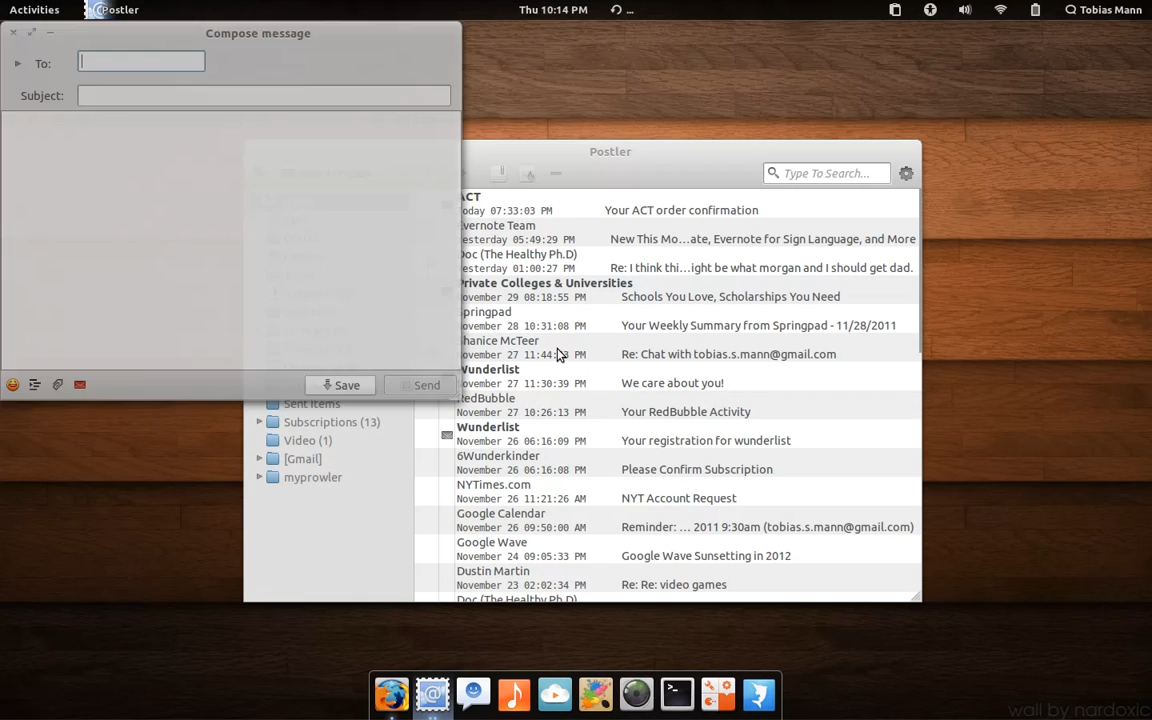 Activities
Postler
Thu 10:14 PM
...
Tobias Mann
Compose message
To:
Subject:
Save
Send
Postler
Type To Search...
ACT
Today 07:33:03 PM Your ACT order confirmation
Evernote Team
Yesterday 05:49:29 PM New This Mo...ate, Evernote for Sign Language, and More
Doc (The Healthy Ph.D)
Yesterday 01:00:27 PM Re: I think thi...ight be what morgan and I should get dad.
Private Colleges & Universities
November 29 08:18:55 PM Schools You Love, Scholarships You Need
Springpad
November 28 10:31:08 PM Your Weekly Summary from Springpad - 11/28/2011
Shanice McTeer
November 27 11:44: PM Re: Chat with tobias.s.mann@gmail.com
Wunderlist
November 27 11:30:39 PM We care about you!
RedBubble
November 27 10:26:13 PM Your RedBubble Activity
Wunderlist
November 26 06:16:09 PM Your registration for wunderlist
6Wunderkinder
November 26 06:16:08 PM Please Confirm Subscription
NYTimes.com
November 26 11:21:26 AM NYT Account Request
Google Calendar
November 26 09:50:00 AM Reminder: ... 2011 9:30am (tobias.s.mann@gmail.com)
Google Wave
November 24 09:05:33 PM Google Wave Sunsetting in 2012
Dustin Martin
November 23 02:02:34 PM Re: Re: video games
Doc (The Healthy Ph.D)
Sent Items
Subscriptions (13)
Video (1)
[Gmail]
myprowler
wall by nardoxic